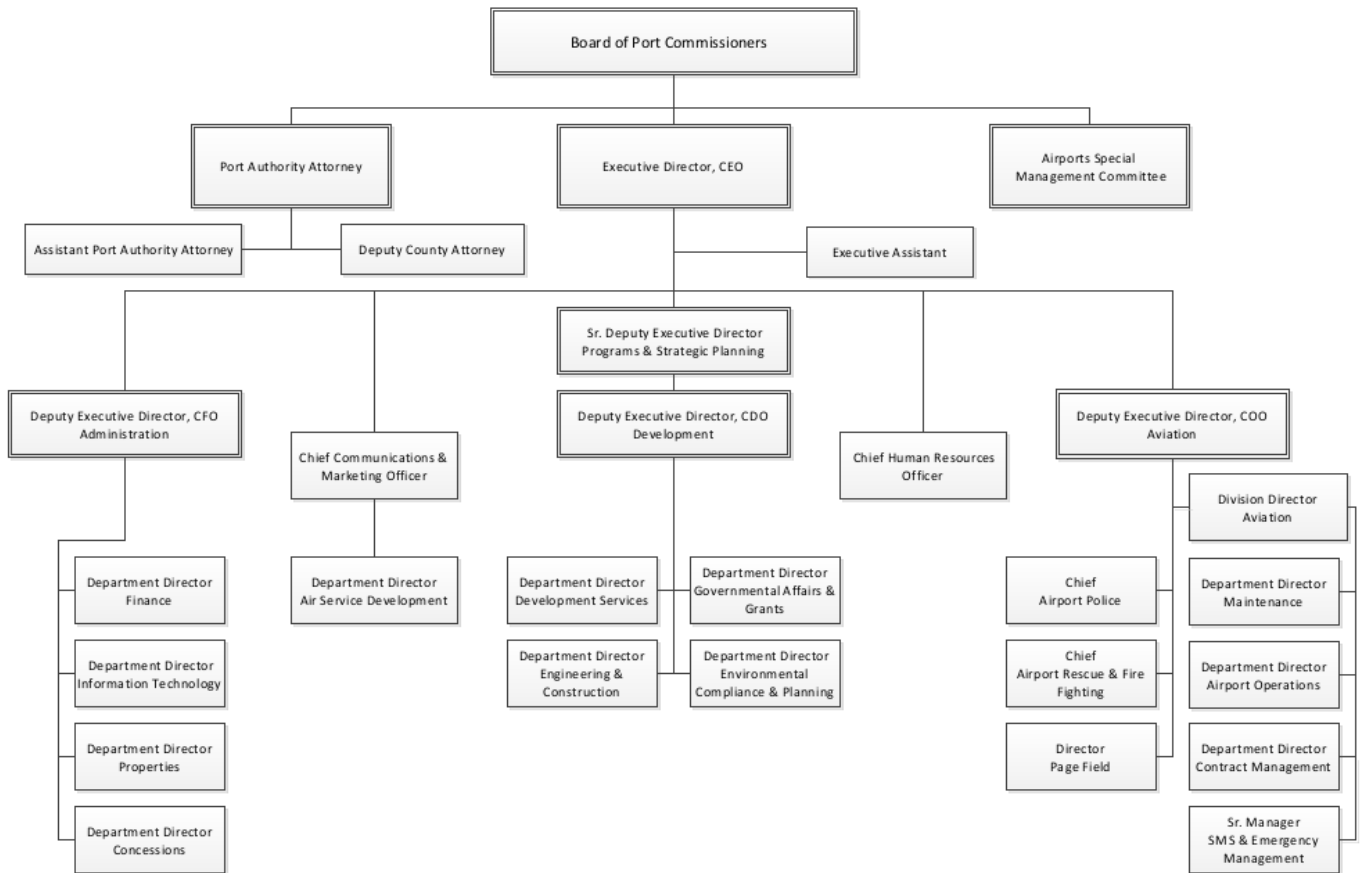 Board of Port Commissioners
Port Authority Attorney
Executive Director, CEO
Airports Special
Management Committee
Assistant Port Authority Attorney
Deputy County Attorney
Executive Assistant
Sr. Deputy Executive Director
Programs & Strategic Planning
Deputy Executive Director, CFO
Administration
Chief Communications &
Marketing Officer
Deputy Executive Director, CDO
Development
Chief Human Resources
Officer
Deputy Executive Director, COO
Aviation
Department Director
Finance
Department Director
Information Technology
Department Director
Properties
Department Director
Concessions
Department Director
Air Service Development
Department Director
Development Services
Department Director
Governmental Affairs &
Grants
Department Director
Engineering &
Construction
Department Director
Environmental
Compliance & Planning
Chief
Airport Police
Chief
Airport Rescue & Fire
Fighting
Director
Page Field
Division Director
Aviation
Department Director
Maintenance
Department Director
Airport Operations
Department Director
Contract Management
Sr. Manager
SMS & Emergency
Management